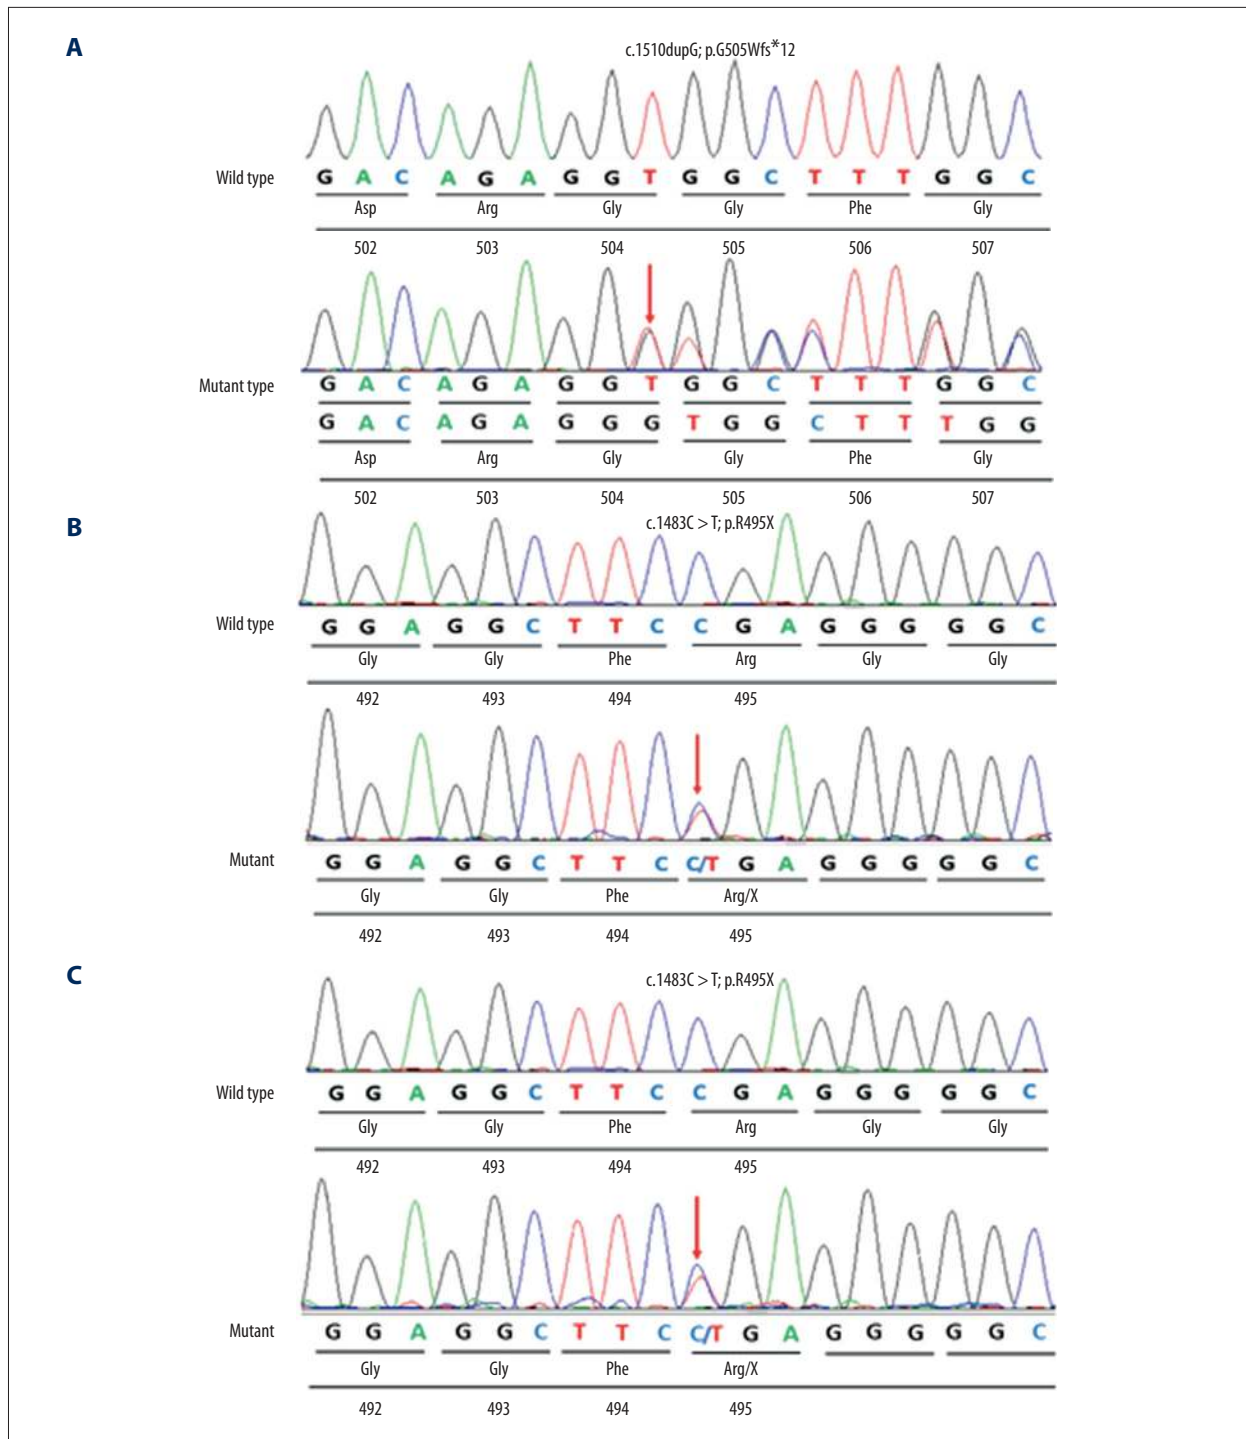 A
c.1510dupG; p.G505Wfs*12
Wild type
G A C A G A G G T G G C T T T G G C
Asp Arg Gly Gly Phe Gly
502 503 504 505 506 507
Mutant type
G A C A G A G G T G G C T T T G G C
G A C A G A G G G T G G C T T T G G
Asp Arg Gly Gly Phe Gly
502 503 504 505 506 507
B
c.1483C > T; p.R495X
Wild type
G G A G G C T T C C G A G G G G G C
Gly Gly Phe Arg Gly Gly
492 493 494 495
Mutant
G G A G G C T T C C/T G A G G G G G C
Gly Gly Phe Arg/X
492 493 494 495
C
c.1483C > T; p.R495X
Wild type
G G A G G C T T C C G A G G G G G C
Gly Gly Phe Arg Gly Gly
492 493 494 495
Mutant
G G A G G C T T C C/T G A G G G G G C
Gly Gly Phe Arg/X
492 493 494 495